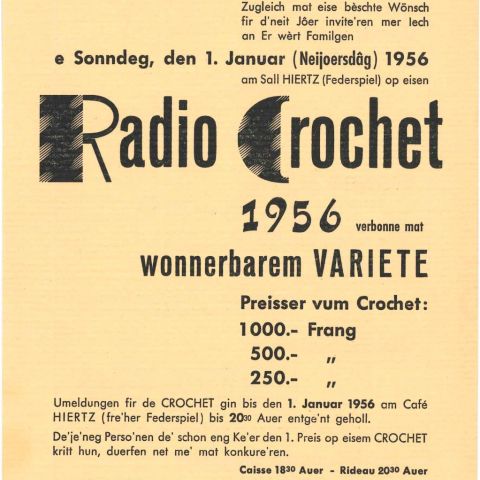 Zugleich mat eise bèschte Wönsch
fir d'neit Jôer invite'ren mer Iech
an Er wèrt Familgen
e Sonndeg, den 1. Januar (Neijoersdâg) 1956
am Sall HIERTZ (Federspiel) op eisen
Radio Crochet
1956 verbonne mat
wonnerbarem VARIETE
Preisser vum Crochet:
1000.- Frang
500.- „
250.- „
Umeldungen fir de CROCHET gin bis den 1. Januar 1956 am Café
HIERTZ (fre'her Federspiel) bis 20³⁰ Auer entge'nt geholl.
De'je'neg Perso'nen de' schon eng Ke'er den 1. Preis op eisem CROCHET
kritt hun, duerfen net me' mat konkure'ren.
Caisse 18³⁰ Auer - Rideau 20³⁰ Auer